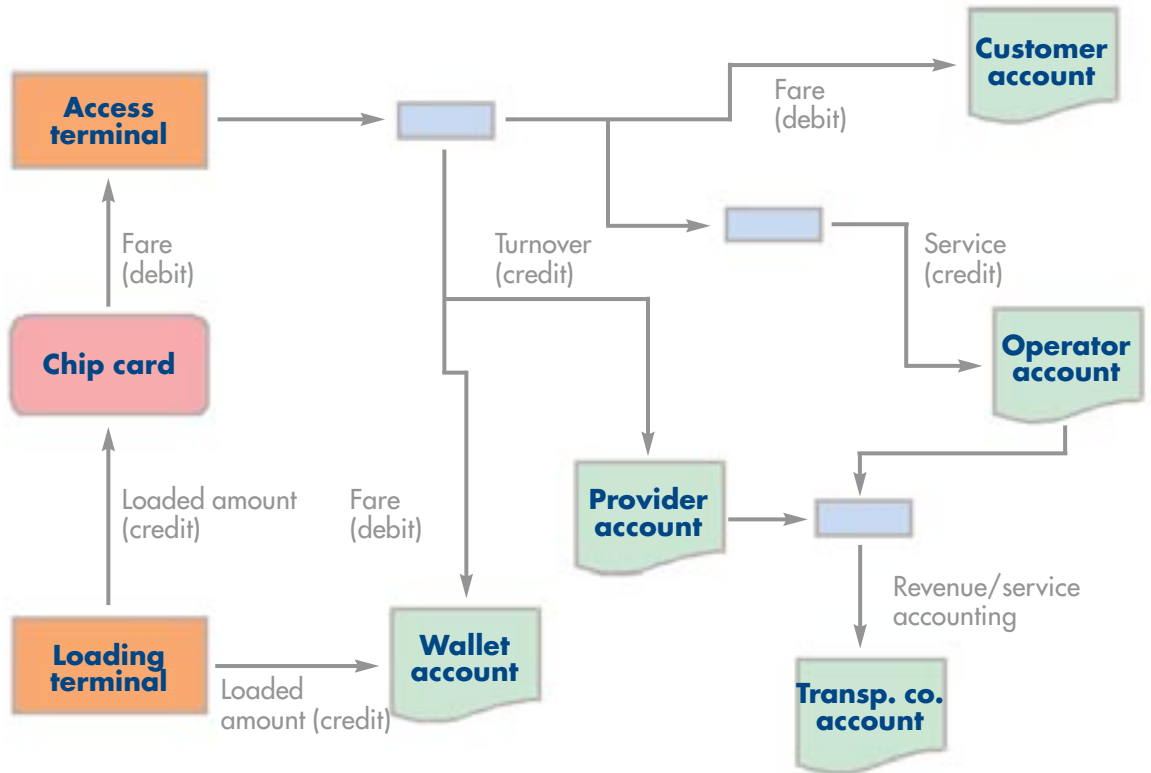 Customer
account
Access
terminal
Fare
(debit)
Fare
(debit)
Turnover
(credit)
Service
(credit)
Chip card
Operator
account
Loaded amount
(credit)
Fare
(debit)
Provider
account
Revenue/service
accounting
Loading
terminal
Loaded
amount (credit)
Wallet
account
Transp. co.
account